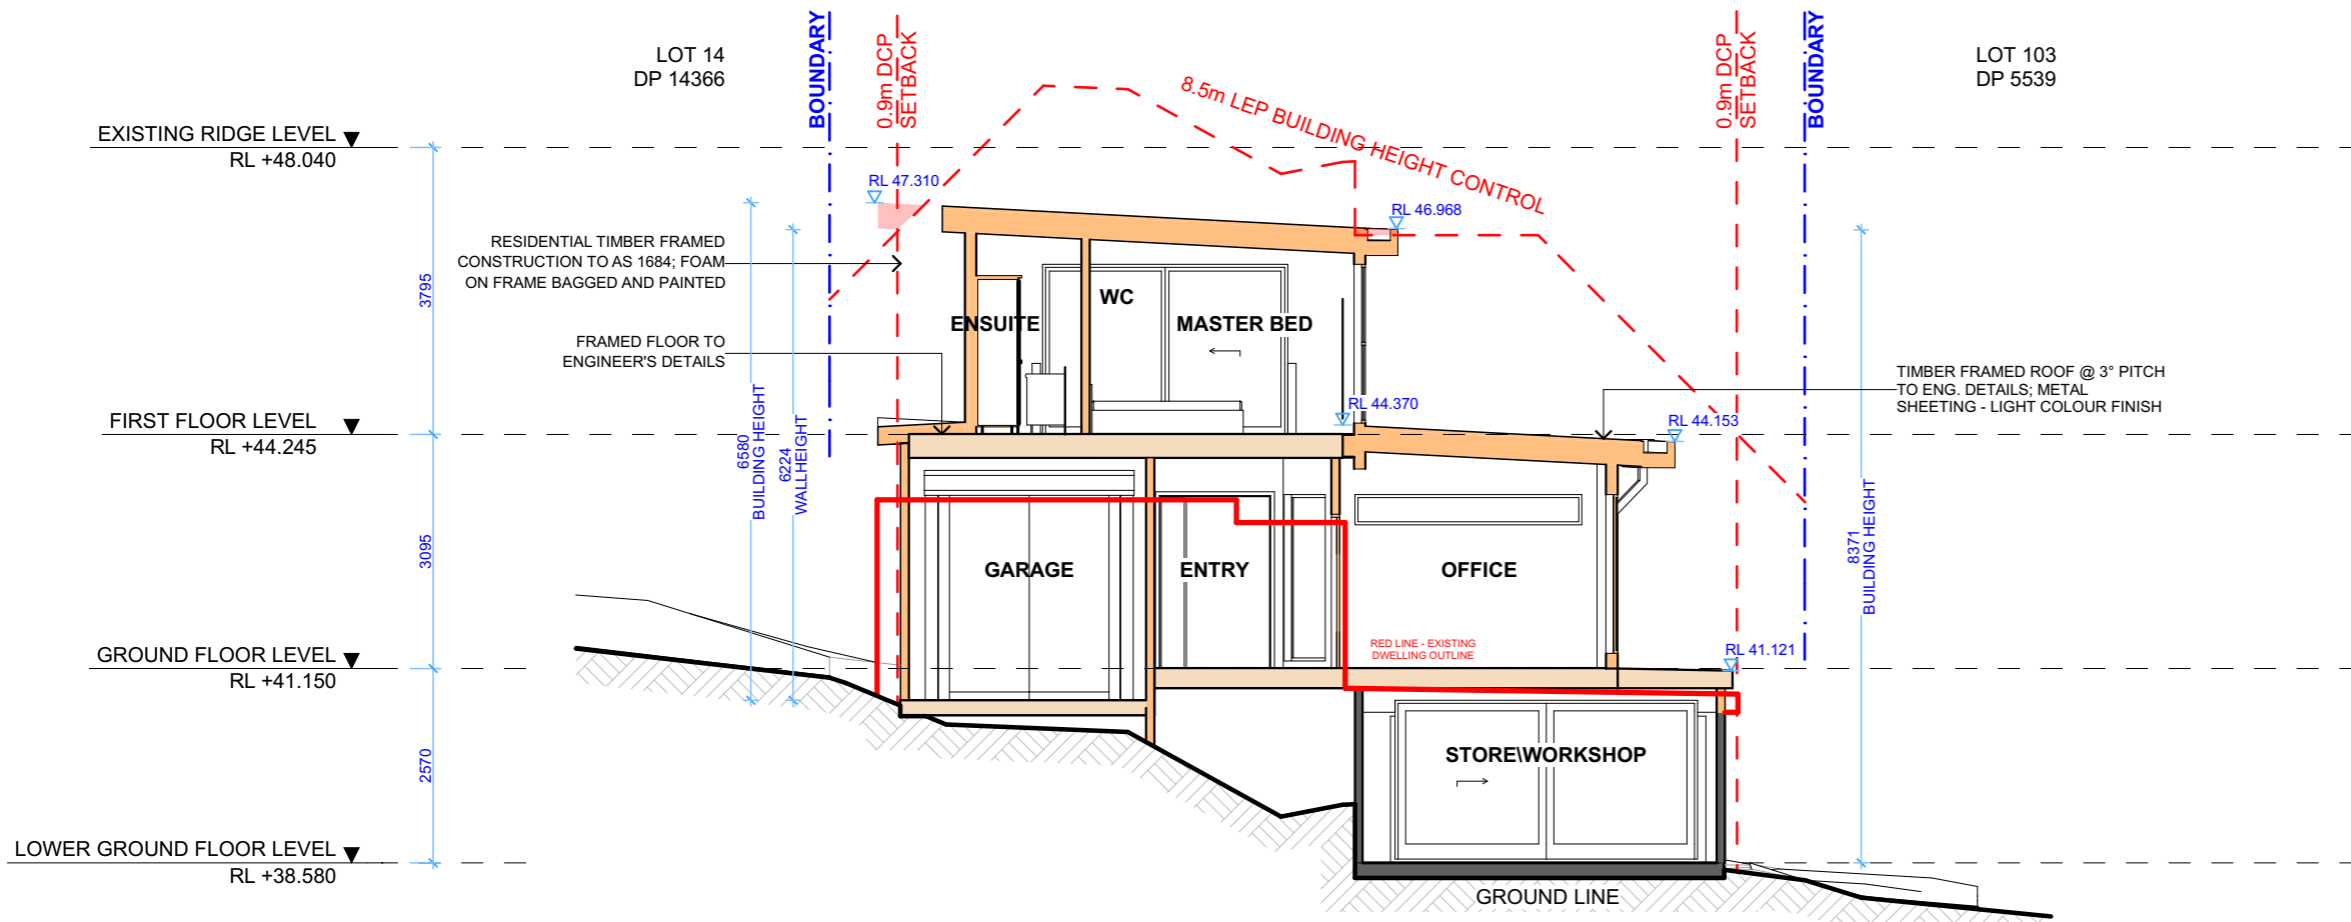 LOT 14
DP 14366
BOUNDARY
0.9m DCP
SETBACK
8.5m LEP BUILDING HEIGHT CONTROL
0.9m DCP
SETBACK
BOUNDARY
LOT 103
DP 5539
EXISTING RIDGE LEVEL
RL +48.040
RL 47.310
RL 46.968
RESIDENTIAL TIMBER FRAMED
CONSTRUCTION TO AS 1684; FOAM
ON FRAME BAGGED AND PAINTED
3795
WC
ENSUITE
MASTER BED
FRAMED FLOOR TO
ENGINEER'S DETAILS
TIMBER FRAMED ROOF @ 3° PITCH
TO ENG. DETAILS; METAL
SHEETING - LIGHT COLOUR FINISH
FIRST FLOOR LEVEL
RL +44.245
RL 44.370
RL 44.153
6580
BUILDING HEIGHT
6224
WALLHEIGHT
3095
8371
BUILDING HEIGHT
GARAGE
ENTRY
OFFICE
RED LINE - EXISTING
DWELLING OUTLINE
GROUND FLOOR LEVEL
RL +41.150
RL 41.121
2570
STORE\WORKSHOP
LOWER GROUND FLOOR LEVEL
RL +38.580
GROUND LINE